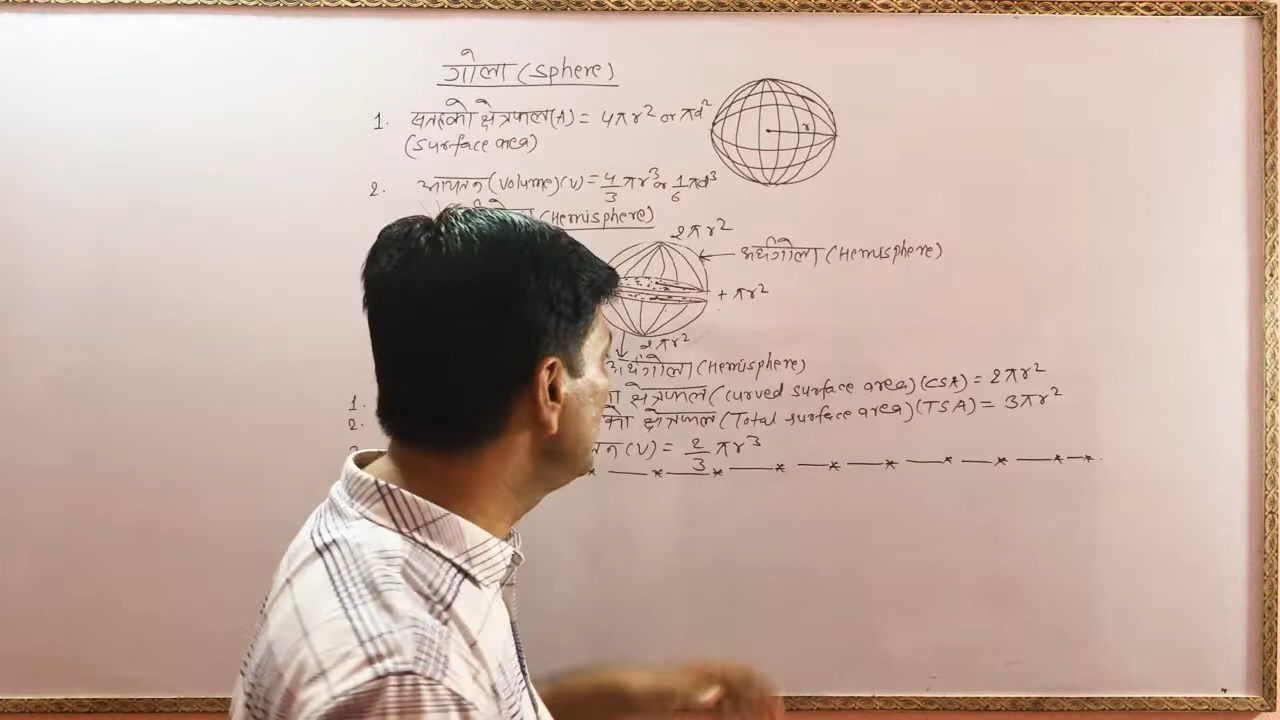 गोला (Sphere)
1. सतहको क्षेत्रफल (A) = 4πr² or πd²
(Surface area)
r
2. आयतन (Volume) (V) = 4/3 πr³ or 1/6 πd³
(Hemisphere)
2πr²
अर्धगोला (Hemisphere)
+ πr²
2πr²
अर्धगोला (Hemisphere)
1. क्षेत्रफल (Curved surface area) (CSA) = 2πr²
2. को क्षेत्रफल (Total surface area) (TSA) = 3πr²
(V) = 2/3 πr³